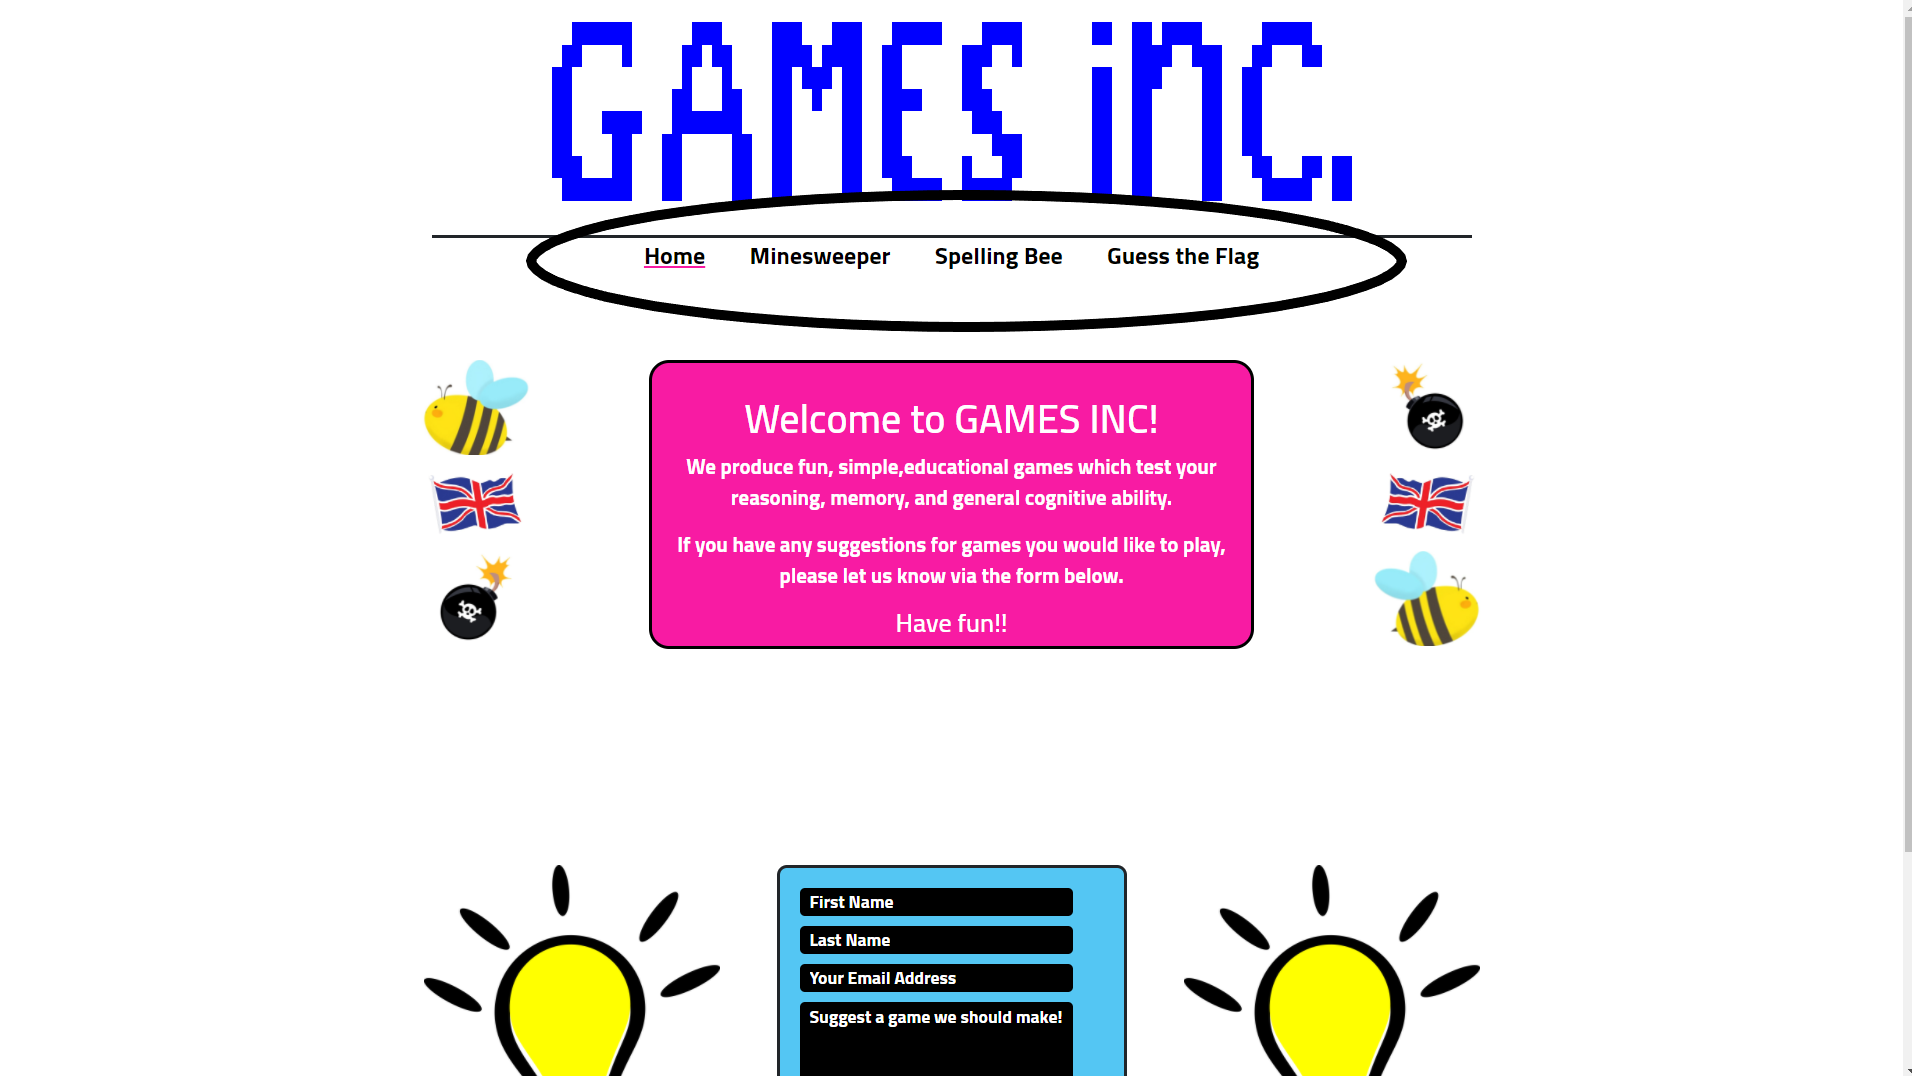 GAMES iNC.
Home Minesweeper Spelling Bee Guess the Flag
Welcome to GAMES INC!
We produce fun, simple,educational games which test your
reasoning, memory, and general cognitive ability.
If you have any suggestions for games you would like to play,
please let us know via the form below.
Have fun!!
First Name
Last Name
Your Email Address
Suggest a game we should make!